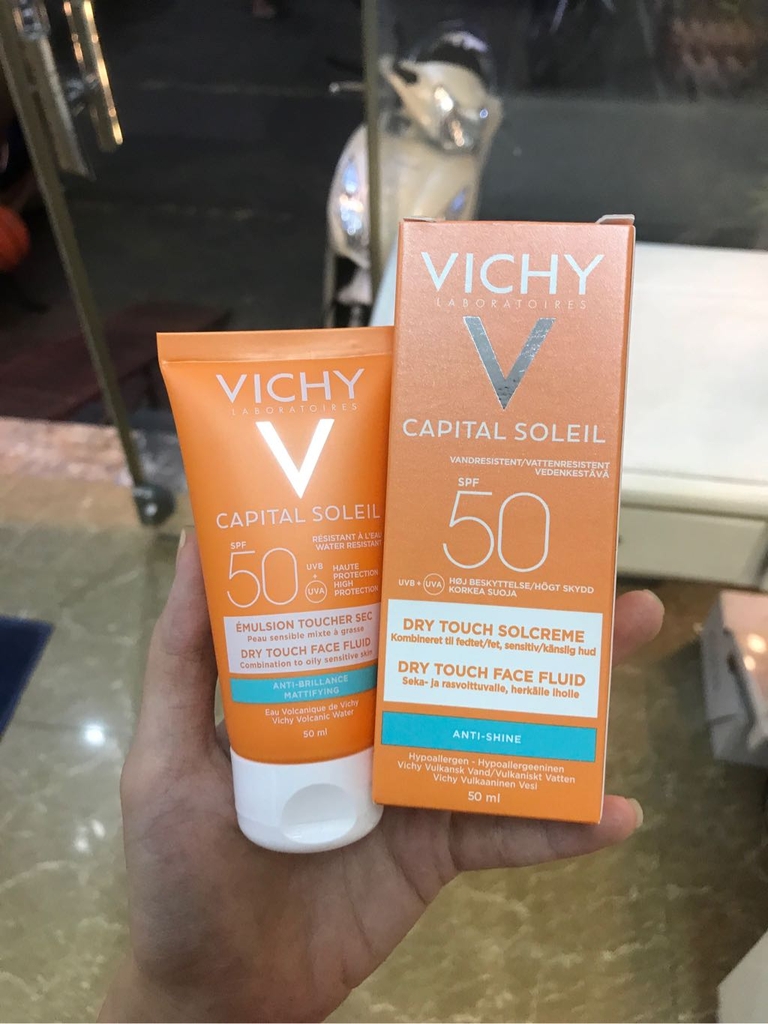 VICHY
LABORATOIRES
CAPITAL SOLEIL
SPF
50
RÉSISTANT À L'EAU
WATER RESISTANT
UVB
+
UVA
HAUTE
PROTECTION
HIGH
PROTECTION
ÉMULSION TOUCHER SEC
Peau sensible mixte à grasse
DRY TOUCH FACE FLUID
Combination to oily sensitive skin
ANTI-BRILLANCE
MATTIFYING
Eau Volcanique de Vichy
Vichy Volcanic Water
50 ml
VICHY
LABORATOIRES
V
CAPITAL SOLEIL
VANDRESISTENT/VATTENRESISTENT
VEDENKESTÄVÄ
SPF
50
UVB + UVA
HØJ BESKYTTELSE/HÖGT SKYDD
KORKEA SUOJA
DRY TOUCH SOLCREME
Kombineret til fedtet/fet, sensitiv/känslig hud
DRY TOUCH FACE FLUID
Seka- ja rasvoittuvalle, herkälle iholle
ANTI-SHINE
Hypoallergen - Hypoallergeeninen
Vichy Vulkansk Vand/Vulkaniskt Vatten
Vichy Vulkaaninen Vesi
50 ml